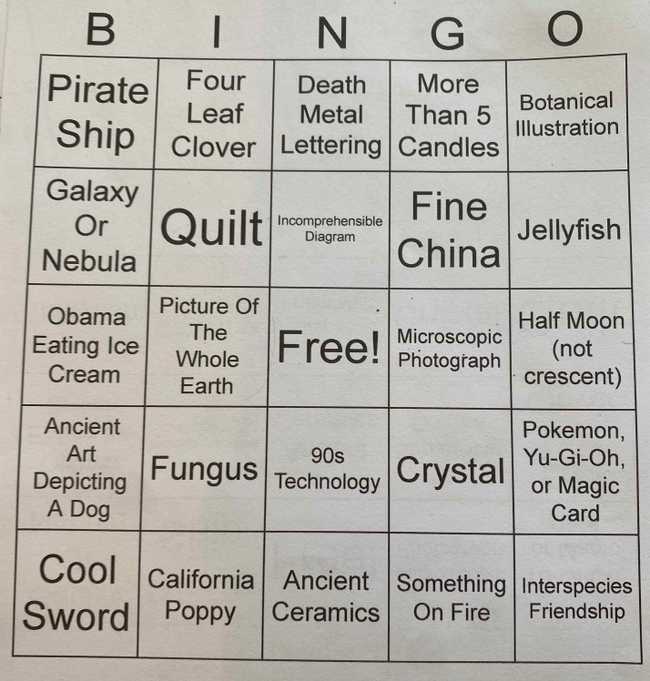 B I N G O
Pirate
Ship
Four
Leaf
Clover
Death
Metal
Lettering
More
Than 5
Candles
Botanical
Illustration
Galaxy
Or
Nebula
Quilt
Incomprehensible
Diagram
Fine
China
Jellyfish
Obama
Eating Ice
Cream
Picture Of
The
Whole
Earth
Free!
Microscopic
Photograph
Half Moon
(not
crescent)
Ancient
Art
Depicting
A Dog
Fungus
90s
Technology
Crystal
Pokemon,
Yu-Gi-Oh,
or Magic
Card
Cool
Sword
California
Poppy
Ancient
Ceramics
Something
On Fire
Interspecies
Friendship